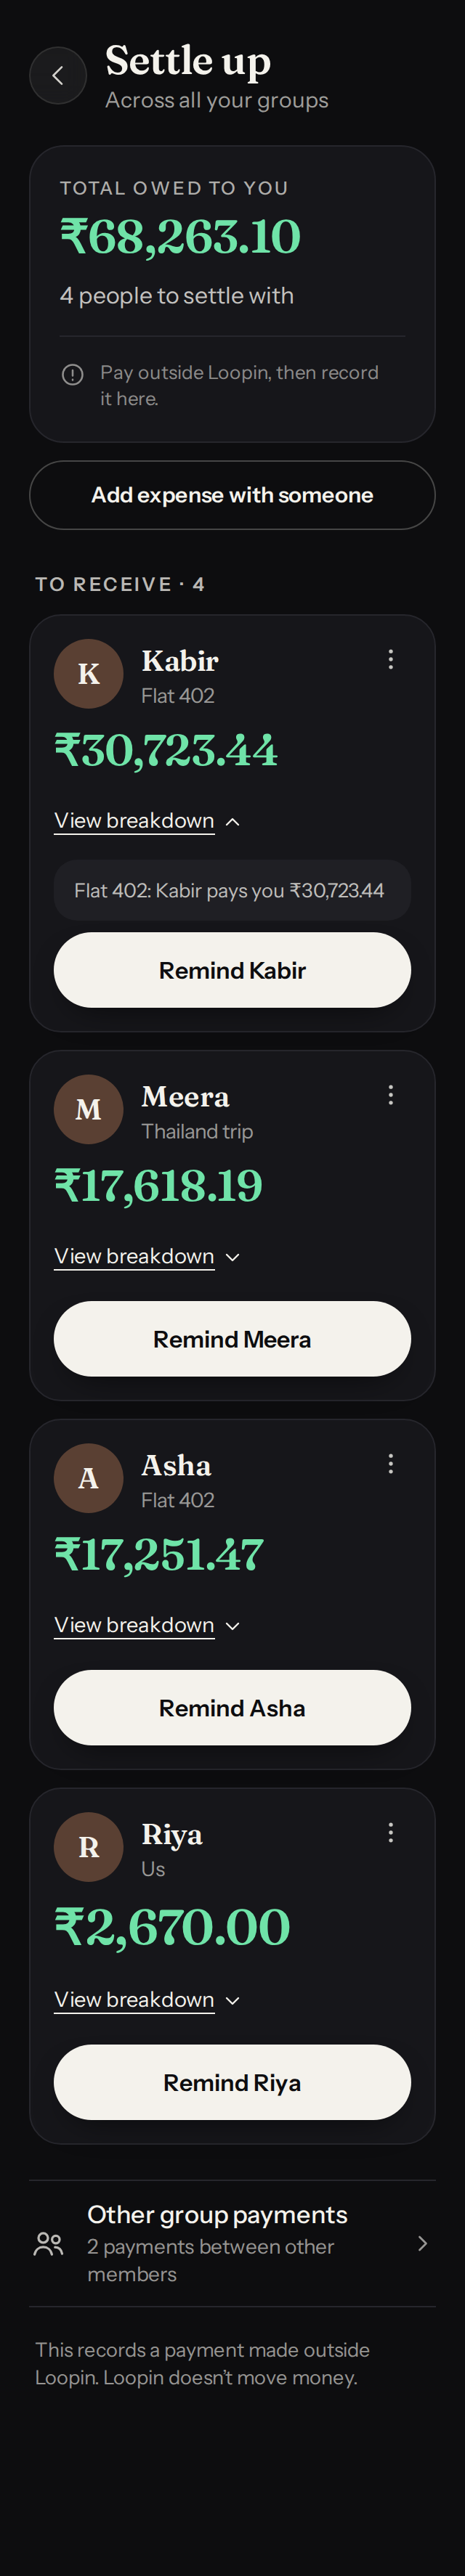 Settle up
Across all your groups
TOTAL OWED TO YOU
₹68,263.10
4 people to settle with
Pay outside Loopin, then record
it here.
Add expense with someone
TO RECEIVE · 4
K
Kabir
Flat 402
₹30,723.44
View breakdown
Flat 402: Kabir pays you ₹30,723.44
Remind Kabir
M
Meera
Thailand trip
₹17,618.19
View breakdown
Remind Meera
A
Asha
Flat 402
₹17,251.47
View breakdown
Remind Asha
R
Riya
Us
₹2,670.00
View breakdown
Remind Riya
Other group payments
2 payments between other
members
This records a payment made outside
Loopin. Loopin doesn’t move money.